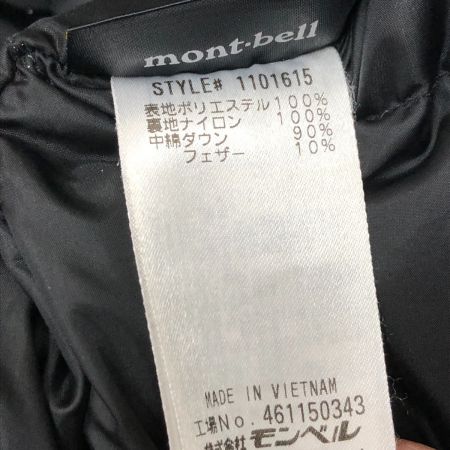 mont-bell
STYLE# 1101615
表地ポリエステル100%
裏地ナイロン 100%
中綿ダウン 90%
フェザー 10%
MADE IN VIETNAM
工場No. 461150343
株式会社モンベル